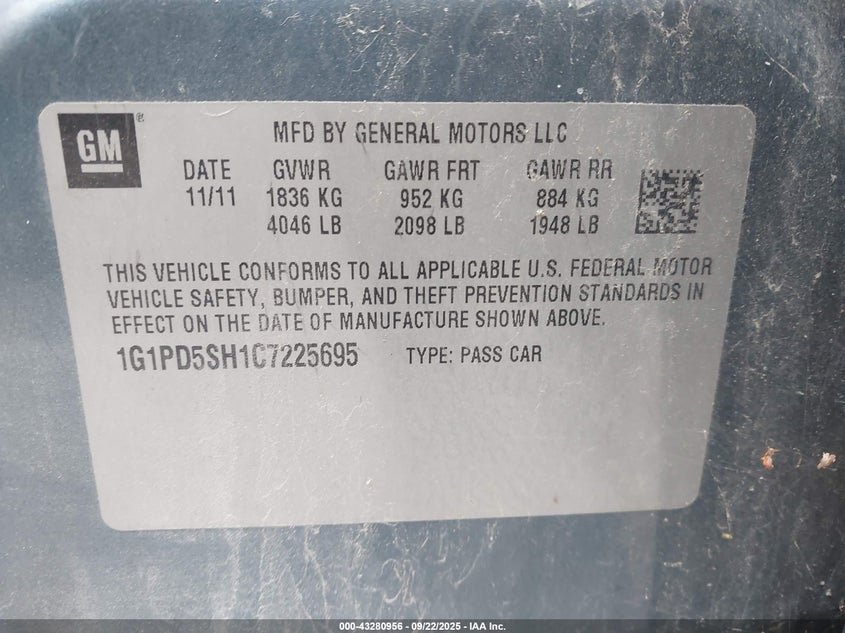 GM®
MFD BY GENERAL MOTORS LLC
DATE GVWR GAWR FRT GAWR RR
11/11 1836 KG 952 KG 884 KG
4046 LB 2098 LB 1948 LB
THIS VEHICLE CONFORMS TO ALL APPLICABLE U.S. FEDERAL MOTOR
VEHICLE SAFETY, BUMPER, AND THEFT PREVENTION STANDARDS IN
EFFECT ON THE DATE OF MANUFACTURE SHOWN ABOVE.
1G1PD5SH1C7225695 TYPE: PASS CAR
000-43280956 - 09/22/2025 - IAA Inc.